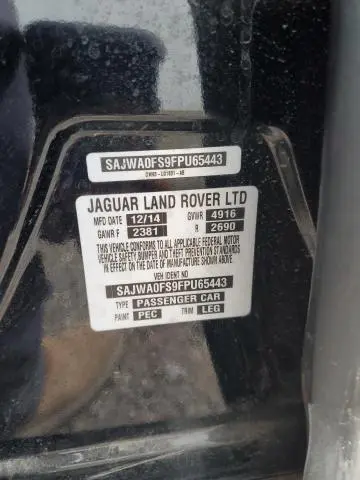 SAJWA0FS9FPU65443
JAGUAR LAND ROVER LTD
MFD DATE 12/14 GVWR 4916
GAWR F 2381 R 2690
THIS VEHICLE CONFORMS TO ALL APPLICABLE FEDERAL MOTOR
VEHICLE SAFETY, BUMPER AND THEFT PREVENTION STANDARDS
IN EFFECT ON THE DATE OF MANUFACTURE SHOWN ABOVE
VEH IDENT NO
SAJWA0FS9FPU65443
TYPE PASSENGER CAR
PAINT PEC TRIM LEG